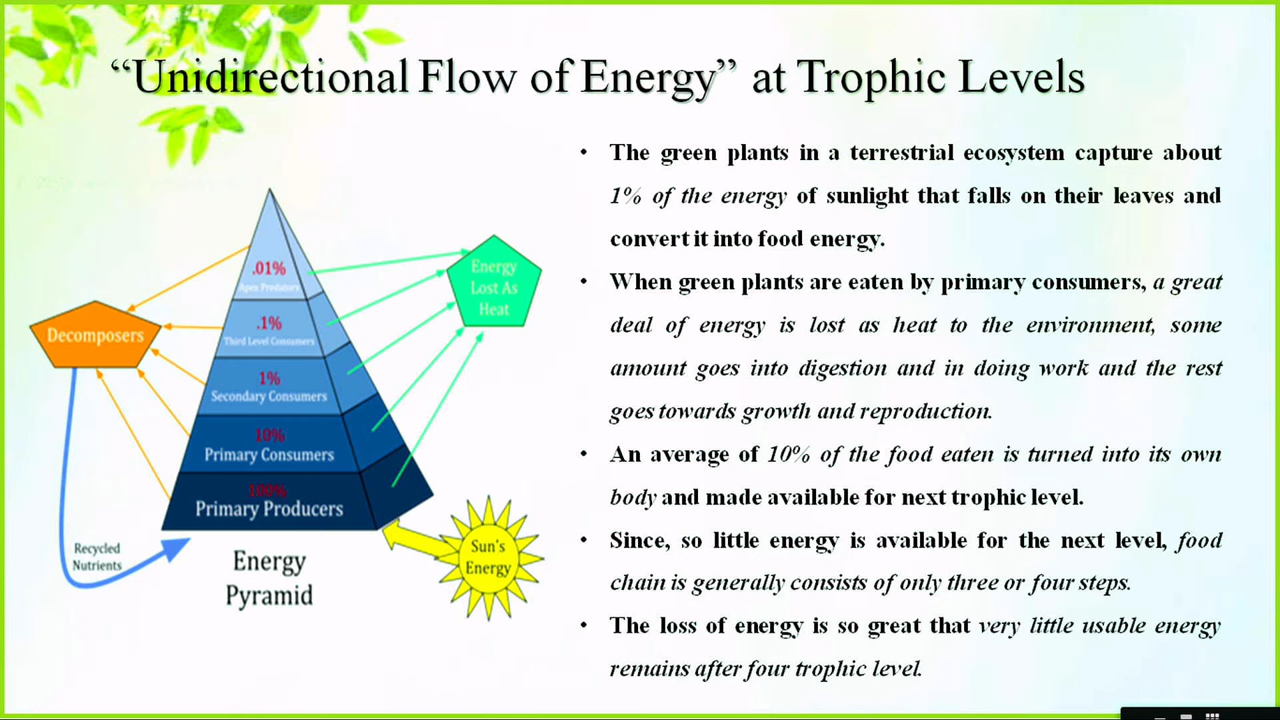 “Unidirectional Flow of Energy” at Trophic Levels
.01%
Apex Predators
.1%
Third Level Consumers
1%
Secondary Consumers
10%
Primary Consumers
100%
Primary Producers
Energy
Pyramid
Decomposers
Recycled
Nutrients
Energy
Lost As
Heat
Sun's
Energy
• The green plants in a terrestrial ecosystem capture about
1% of the energy of sunlight that falls on their leaves and
convert it into food energy.
• When green plants are eaten by primary consumers, a great
deal of energy is lost as heat to the environment, some
amount goes into digestion and in doing work and the rest
goes towards growth and reproduction.
• An average of 10% of the food eaten is turned into its own
body and made available for next trophic level.
• Since, so little energy is available for the next level, food
chain is generally consists of only three or four steps.
• The loss of energy is so great that very little usable energy
remains after four trophic level.